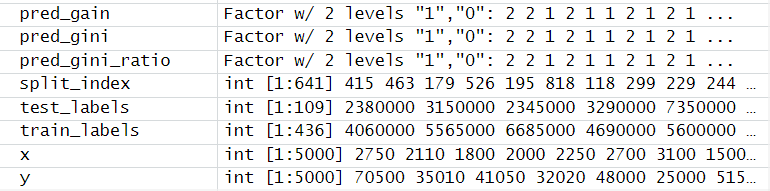 pred_gain Factor w/ 2 levels "1","0": 2 2 1 2 1 1 2 1 2 1 ...
pred_gini Factor w/ 2 levels "1","0": 2 2 1 2 1 1 2 1 2 1 ...
pred_gini_ratio Factor w/ 2 levels "1","0": 2 2 1 2 1 1 2 1 2 1 ...
split_index int [1:641] 415 463 179 526 195 818 118 299 229 244 …
test_labels int [1:109] 2380000 3150000 2345000 3290000 7350000 …
train_labels int [1:436] 4060000 5565000 6685000 4690000 5600000 …
x int [1:5000] 2750 2110 1800 2000 2250 2700 3100 1500…
y int [1:5000] 70500 35010 41050 32020 48000 25000 515…